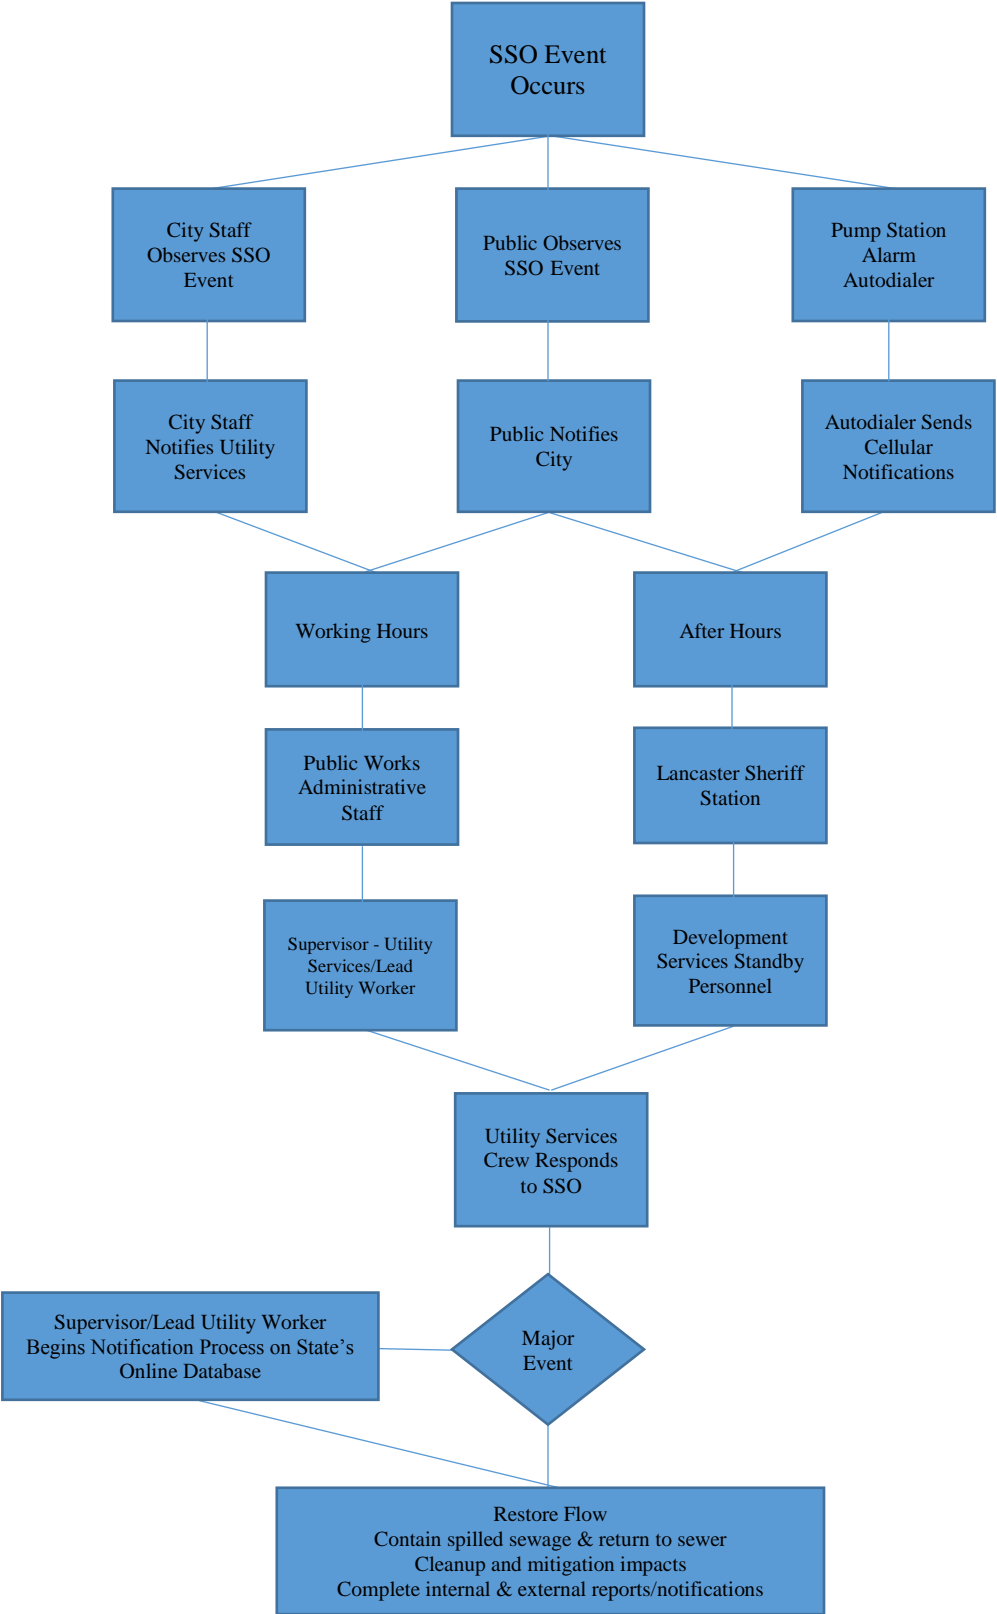 SSO Event
Occurs
City Staff
Observes SSO
Event
Public Observes
SSO Event
Pump Station
Alarm
Autodialer
City Staff
Notifies Utility
Services
Public Notifies
City
Autodialer Sends
Cellular
Notifications
Working Hours
After Hours
Public Works
Administrative
Staff
Lancaster Sheriff
Station
Supervisor - Utility
Services/Lead
Utility Worker
Development
Services Standby
Personnel
Utility Services
Crew Responds
to SSO
Major
Event
Supervisor/Lead Utility Worker
Begins Notification Process on State’s
Online Database
Restore Flow
Contain spilled sewage & return to sewer
Cleanup and mitigation impacts
Complete internal & external reports/notifications